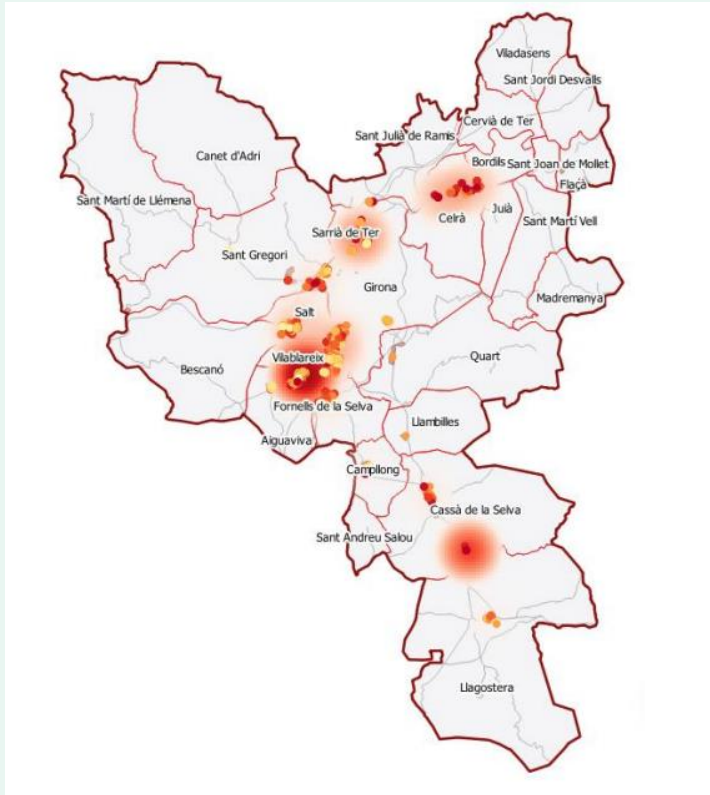 Viladasens
Sant Jordi Desvalls
Cervià de Ter
Sant Julià de Ramis
Canet d'Adri
Bordils
Sant Joan de Mollet
Flaçà
Sant Martí de Llémena
Juià
Celrà
Sant Martí Vell
Sarrià de Ter
Sant Gregori
Girona
Madremanya
Salt
Quart
Vilablareix
Bescanó
Fornells de la Selva
Llambilles
Aiguaviva
Campllong
Cassà de la Selva
Sant Andreu Salou
Llagostera